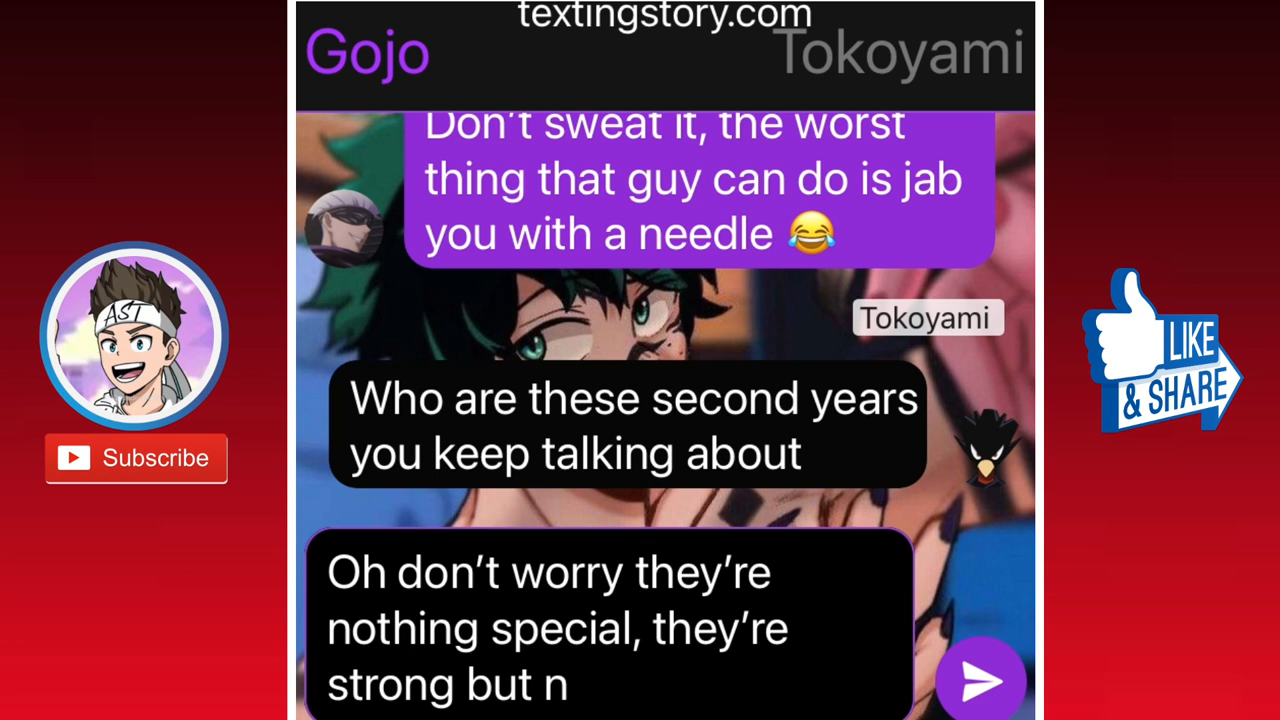 textingstory.com
Gojo
Tokoyami
Don't sweat it, the worst
thing that guy can do is jab
you with a needle 😂
Tokoyami
Who are these second years
you keep talking about
Oh don't worry they're
nothing special, they're
strong but n
AST
Subscribe
LIKE
& SHARE